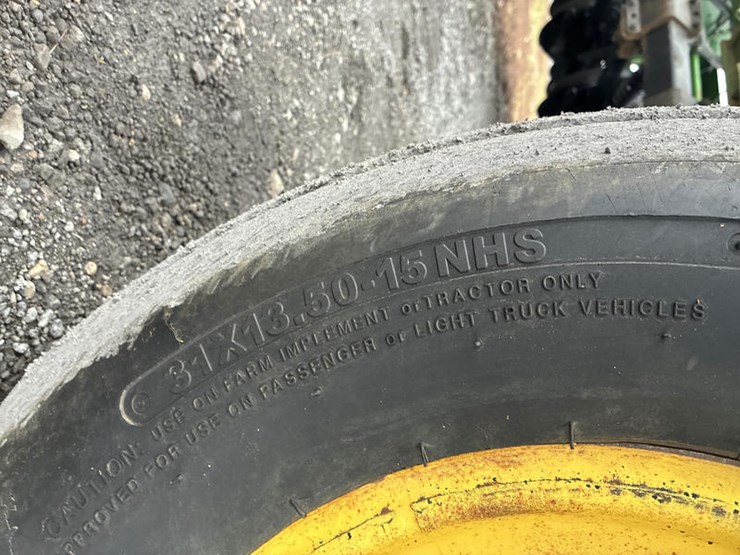 31X13.50-15 NHS
CAUTION: USE ON FARM IMPLEMENT or TRACTOR ONLY
PPROVED FOR USE ON PASSENGER or LIGHT TRUCK VEHICLES